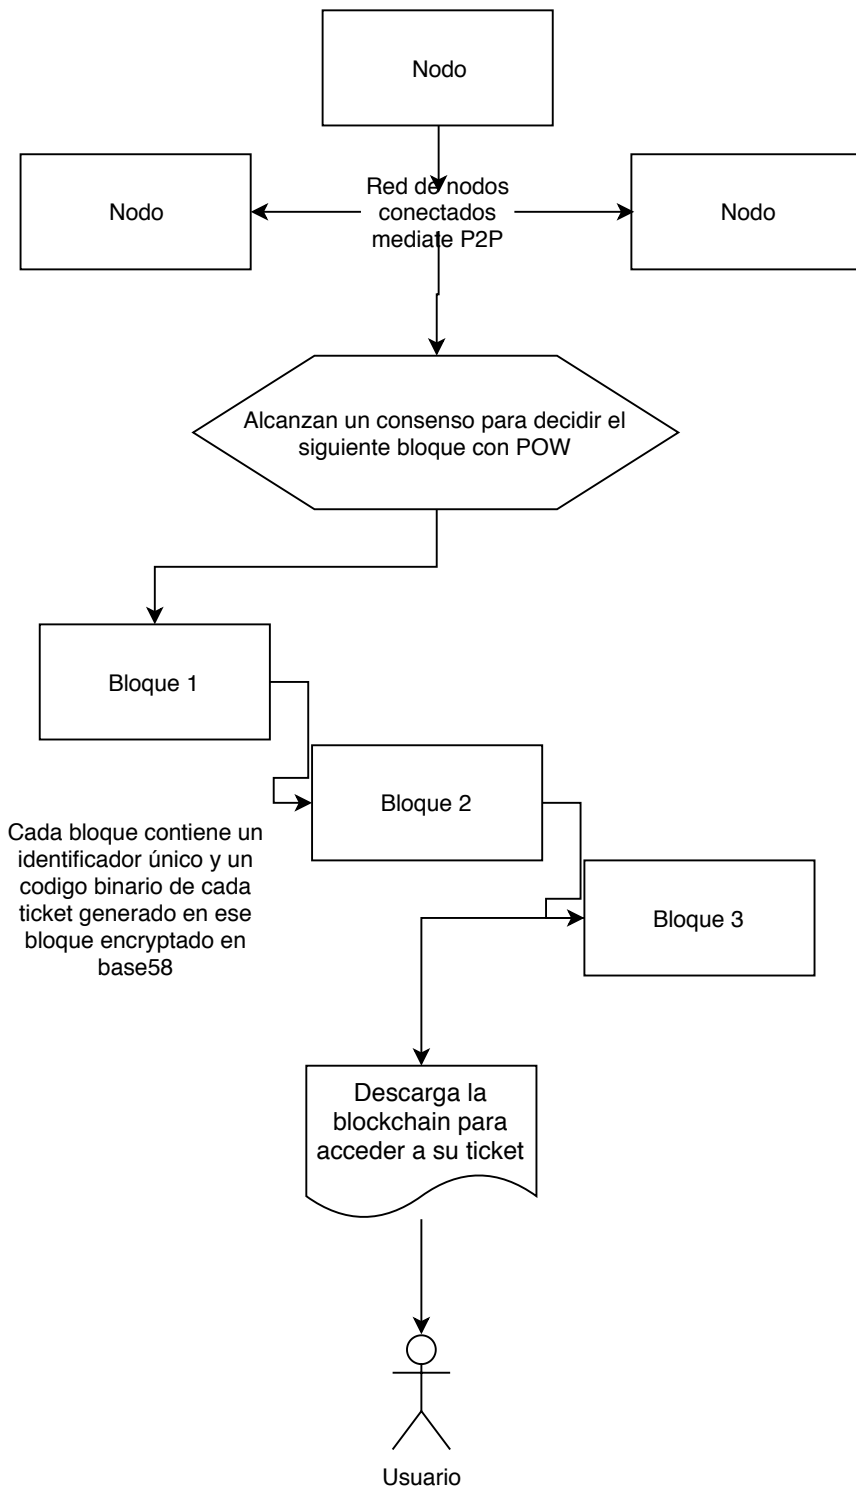 Nodo
Nodo
Red de nodos
conectados
mediate P2P
Nodo
Alcanzan un consenso para decidir el
siguiente bloque con POW
Bloque 1
Bloque 2
Cada bloque contiene un
identificador único y un
codigo binario de cada
ticket generado en ese
bloque encryptado en
base58
Bloque 3
Descarga la
blockchain para
acceder a su ticket
Usuario